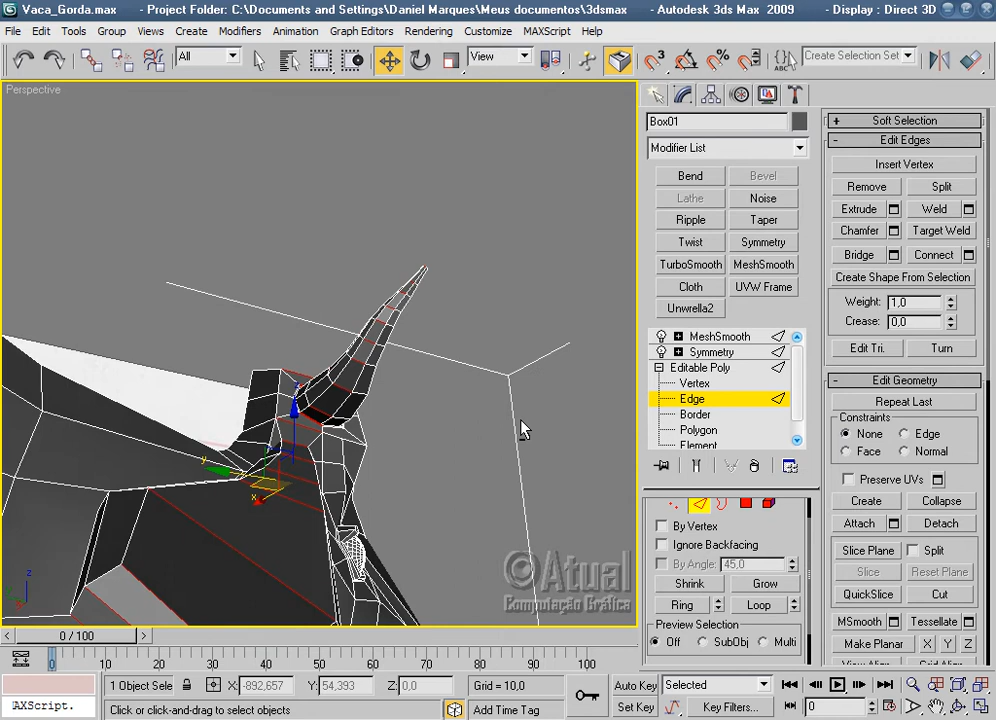 Vaca_Gorda.max - Project Folder: C:\Documents and Settings\Daniel Marques\Meus documentos\3dsmax - Autodesk 3ds Max 2009 - Display : Direct 3D
File Edit Tools Group Views Create Modifiers Animation Graph Editors Rendering Customize MAXScript Help
All View Create Selection Set
Perspective
Box01
Modifier List
Bend Bevel
Lathe Noise
Ripple Taper
Twist Symmetry
TurboSmooth MeshSmooth
Cloth UVW Frame
Unwrella2
MeshSmooth
Symmetry
Editable Poly
Vertex
Edge
Border
Polygon
Element
By Vertex
Ignore Backfacing
By Angle: 45,0
Shrink Grow
Ring Loop
Preview Selection
Off SubObj Multi
+ Soft Selection
- Edit Edges
Insert Vertex
Remove Split
Extrude Weld
Chamfer Target Weld
Bridge Connect
Create Shape From Selection
Weight: 1,0
Crease: 0,0
Edit Tri. Turn
- Edit Geometry
Repeat Last
Constraints
None Edge
Face Normal
Preserve UVs
Create Collapse
Attach Detach
Slice Plane Split
Slice Reset Plane
QuickSlice Cut
MSmooth Tessellate
Make Planar X Y Z
View Align Grid Align
x
y
z
©Atual
Computação Gráfica
< 0 / 100 >
0 10 20 30 40 50 60 70 80 90 100
1 Object Sele X: -892,657 Y: 54,393 Z: 0,0 Grid = 10,0 Auto Key Selected
AXScript. Click or click-and-drag to select objects Add Time Tag Set Key Key Filters... 0